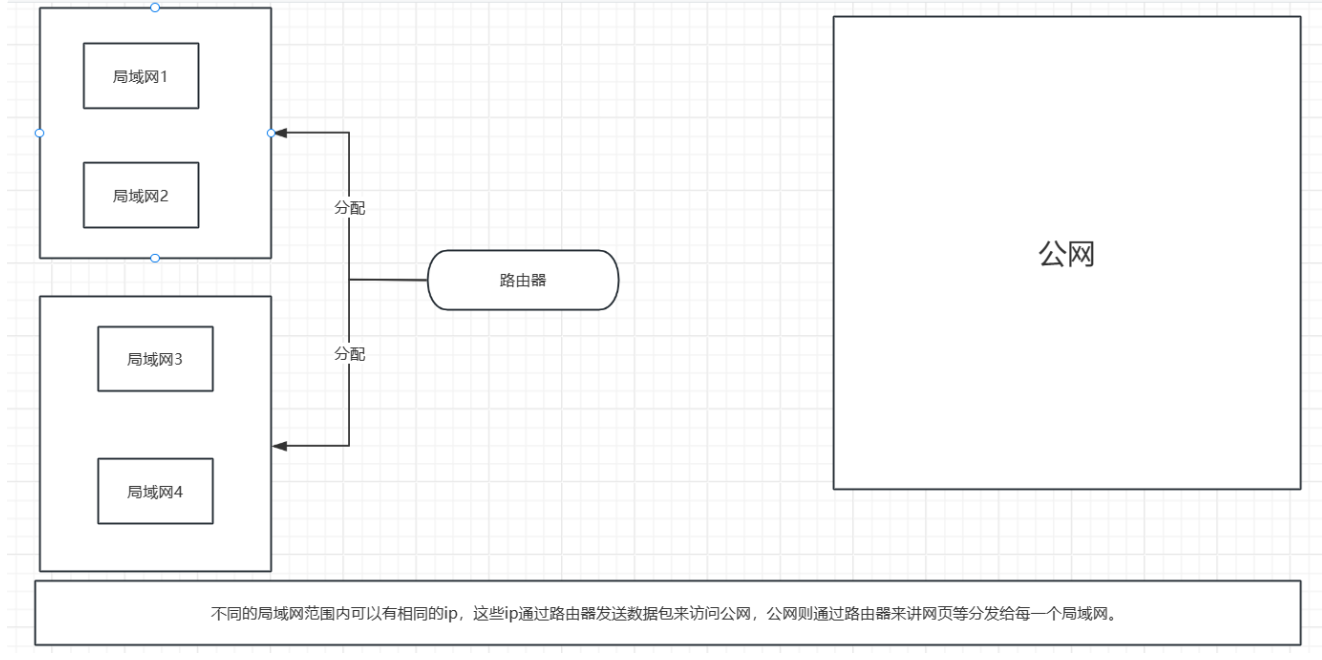 局域网1
局域网2
分配
路由器
分配
局域网3
局域网4
公网
不同的局域网范围内可以有相同的ip，这些ip通过路由器发送数据包来访问公网，公网则通过路由器来讲网页等分发给每一个局域网。